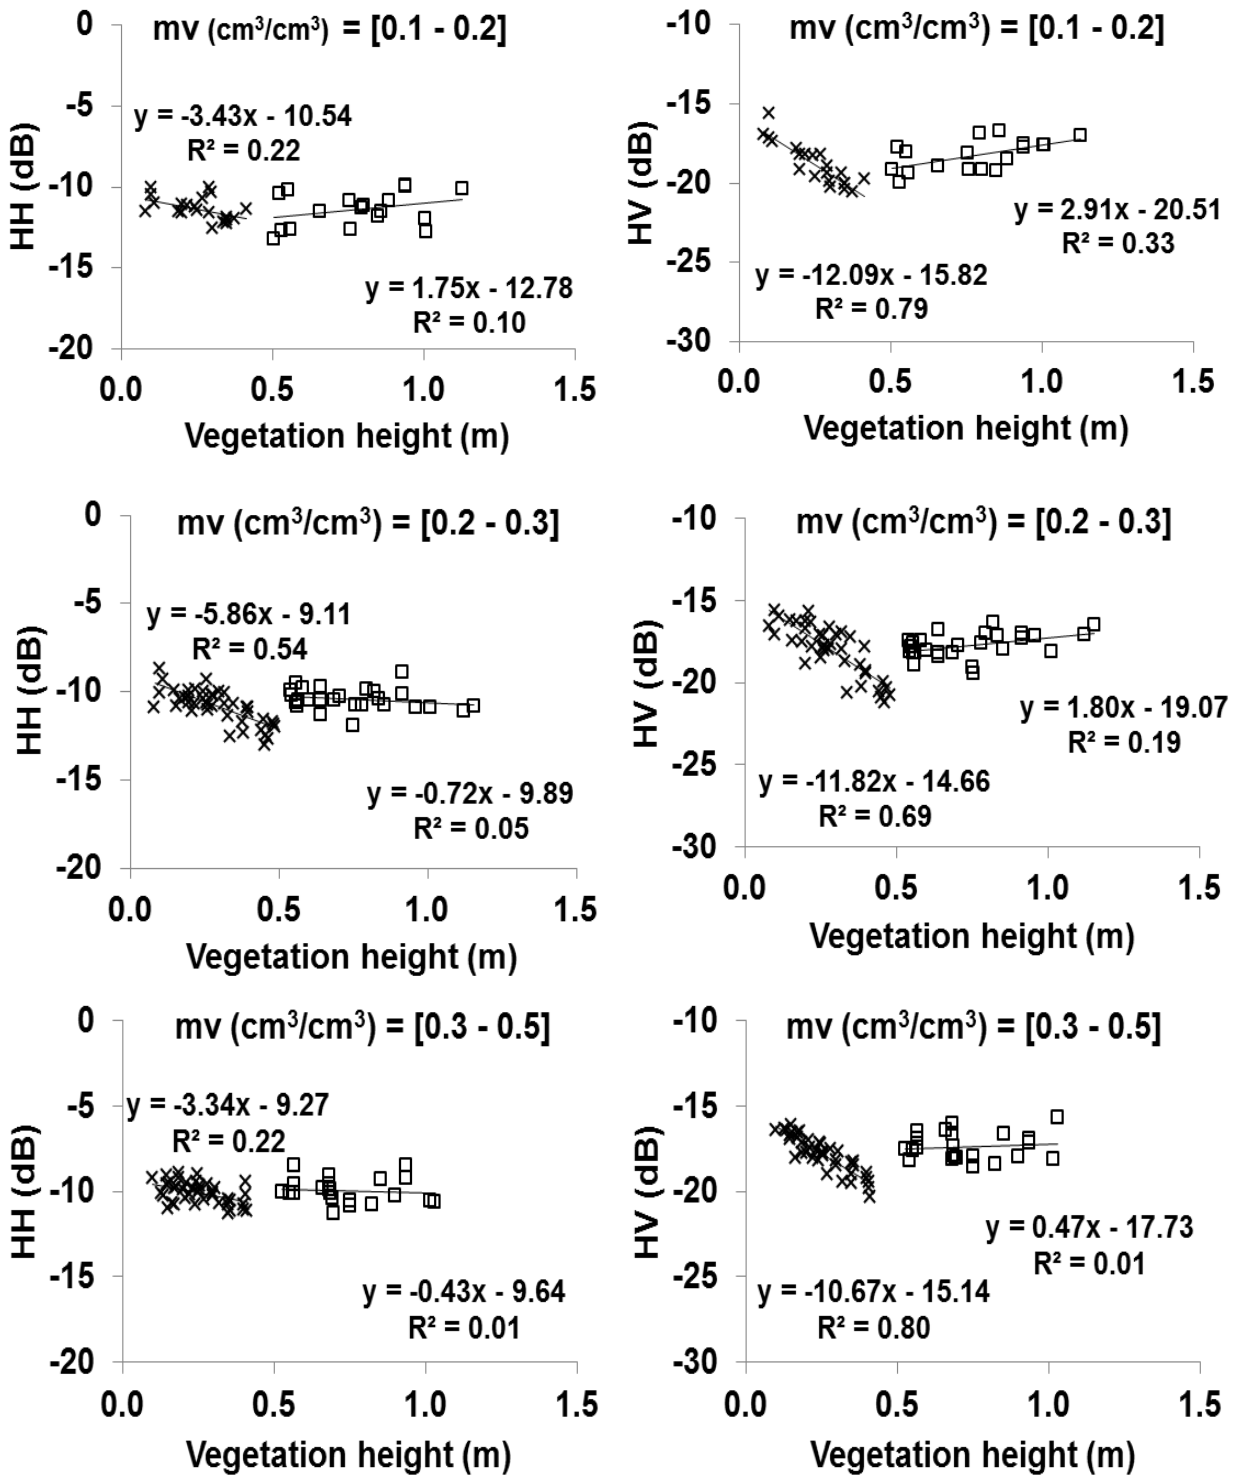 mv (cm³/cm³) = [0.1 - 0.2]
0
-5
-10
-15
-20
HH (dB)
y = -3.43x - 10.54
R² = 0.22
y = 1.75x - 12.78
R² = 0.10
0.0 0.5 1.0 1.5
Vegetation height (m)
mv (cm³/cm³) = [0.1 - 0.2]
-10
-15
-20
-25
-30
HV (dB)
y = 2.91x - 20.51
R² = 0.33
y = -12.09x - 15.82
R² = 0.79
0.0 0.5 1.0 1.5
Vegetation height (m)
mv (cm³/cm³) = [0.2 - 0.3]
0
-5
-10
-15
-20
HH (dB)
y = -5.86x - 9.11
R² = 0.54
y = -0.72x - 9.89
R² = 0.05
0.0 0.5 1.0 1.5
Vegetation height (m)
mv (cm³/cm³) = [0.2 - 0.3]
-10
-15
-20
-25
-30
HV (dB)
y = 1.80x - 19.07
R² = 0.19
y = -11.82x - 14.66
R² = 0.69
0.0 0.5 1.0 1.5
Vegetation height (m)
mv (cm³/cm³) = [0.3 - 0.5]
0
-5
-10
-15
-20
HH (dB)
y = -3.34x - 9.27
R² = 0.22
y = -0.43x - 9.64
R² = 0.01
0.0 0.5 1.0 1.5
Vegetation height (m)
mv (cm³/cm³) = [0.3 - 0.5]
-10
-15
-20
-25
-30
HV (dB)
y = 0.47x - 17.73
R² = 0.01
y = -10.67x - 15.14
R² = 0.80
0.0 0.5 1.0 1.5
Vegetation height (m)